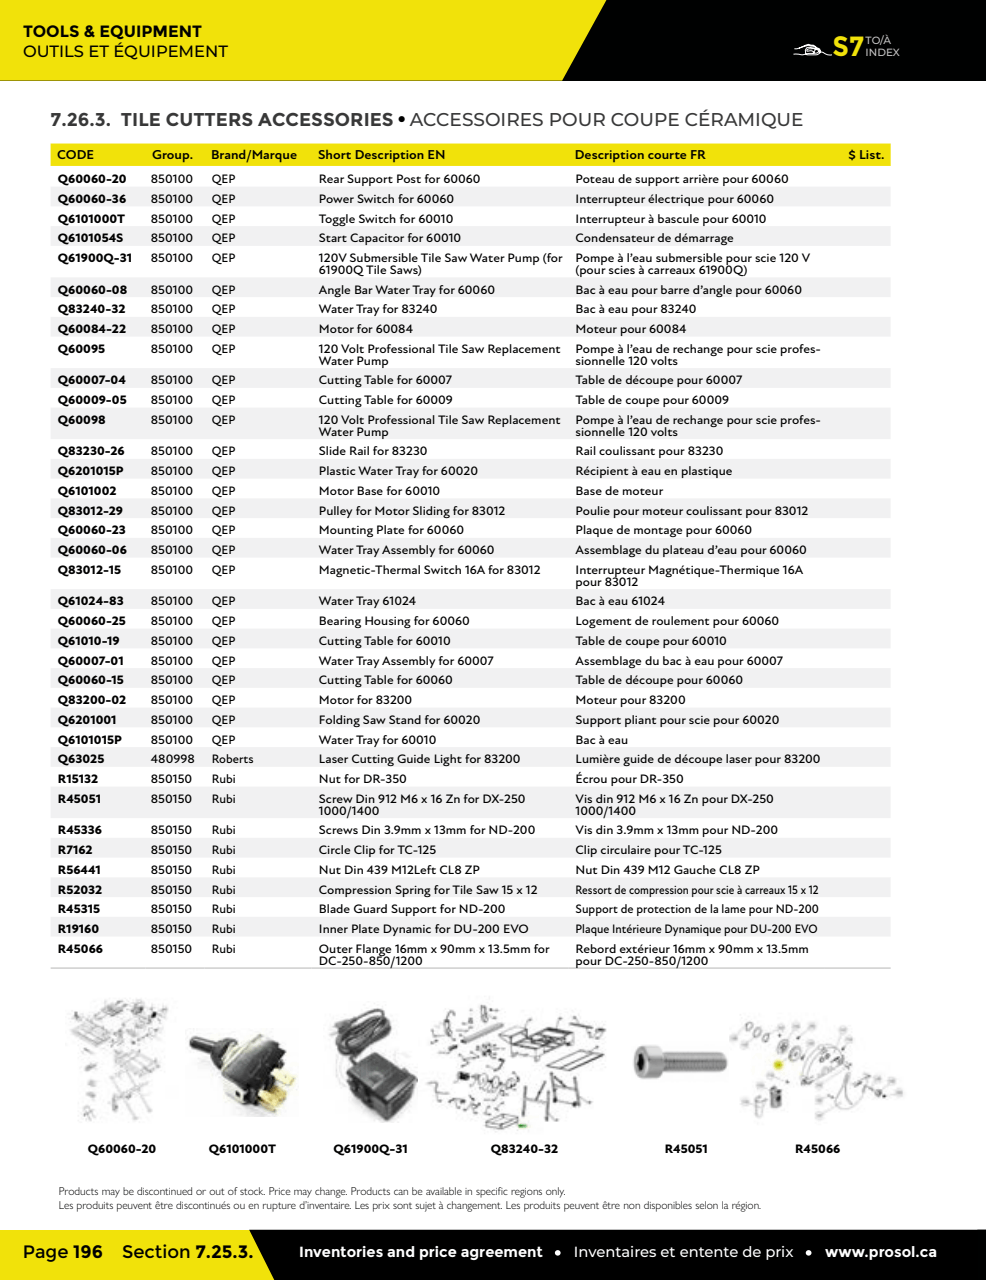 TOOLS & EQUIPMENT
OUTILS ET ÉQUIPEMENT
S7 TO/À INDEX
7.26.3. TILE CUTTERS ACCESSORIES • ACCESSOIRES POUR COUPE CÉRAMIQUE
CODE Group. Brand/Marque Short Description EN Description courte FR $ List.
Q60060-20 850100 QEP Rear Support Post for 60060 Poteau de support arrière pour 60060
Q60060-36 850100 QEP Power Switch for 60060 Interrupteur électrique pour 60060
Q6101000T 850100 QEP Toggle Switch for 60010 Interrupteur à bascule pour 60010
Q6101054S 850100 QEP Start Capacitor for 60010 Condensateur de démarrage
Q61900Q-31 850100 QEP 120V Submersible Tile Saw Water Pump (for Pompe à l'eau submersible pour scie 120 V
61900Q Tile Saws) (pour scies à carreaux 61900Q)
Q60060-08 850100 QEP Angle Bar Water Tray for 60060 Bac à eau pour barre d'angle pour 60060
Q83240-32 850100 QEP Water Tray for 83240 Bac à eau pour 83240
Q60084-22 850100 QEP Motor for 60084 Moteur pour 60084
Q60095 850100 QEP 120 Volt Professional Tile Saw Replacement Pompe à l'eau de rechange pour scie profes-
Water Pump sionnelle 120 volts
Q60007-04 850100 QEP Cutting Table for 60007 Table de découpe pour 60007
Q60009-05 850100 QEP Cutting Table for 60009 Table de coupe pour 60009
Q60098 850100 QEP 120 Volt Professional Tile Saw Replacement Pompe à l'eau de rechange pour scie profes-
Water Pump sionnelle 120 volts
Q83230-26 850100 QEP Slide Rail for 83230 Rail coulissant pour 83230
Q6201015P 850100 QEP Plastic Water Tray for 60020 Récipient à eau en plastique
Q6101002 850100 QEP Motor Base for 60010 Base de moteur
Q83012-29 850100 QEP Pulley for Motor Sliding for 83012 Poulie pour moteur coulissant pour 83012
Q60060-23 850100 QEP Mounting Plate for 60060 Plaque de montage pour 60060
Q60060-06 850100 QEP Water Tray Assembly for 60060 Assemblage du plateau d'eau pour 60060
Q83012-15 850100 QEP Magnetic-Thermal Switch 16A for 83012 Interrupteur Magnétique-Thermique 16A
pour 83012
Q61024-83 850100 QEP Water Tray 61024 Bac à eau 61024
Q60060-25 850100 QEP Bearing Housing for 60060 Logement de roulement pour 60060
Q61010-19 850100 QEP Cutting Table for 60010 Table de coupe pour 60010
Q60007-01 850100 QEP Water Tray Assembly for 60007 Assemblage du bac à eau pour 60007
Q60060-15 850100 QEP Cutting Table for 60060 Table de découpe pour 60060
Q83200-02 850100 QEP Motor for 83200 Moteur pour 83200
Q6201001 850100 QEP Folding Saw Stand for 60020 Support pliant pour scie pour 60020
Q6101015P 850100 QEP Water Tray for 60010 Bac à eau
Q63025 480998 Roberts Laser Cutting Guide Light for 83200 Lumière guide de découpe laser pour 83200
R15132 850150 Rubi Nut for DR-350 Écrou pour DR-350
R45051 850150 Rubi Screw Din 912 M6 x 16 Zn for DX-250 Vis din 912 M6 x 16 Zn pour DX-250
1000/1400 1000/1400
R45336 850150 Rubi Screws Din 3.9mm x 13mm for ND-200 Vis din 3.9mm x 13mm pour ND-200
R7162 850150 Rubi Circle Clip for TC-125 Clip circulaire pour TC-125
R56441 850150 Rubi Nut Din 439 M12Left CL8 ZP Nut Din 439 M12 Gauche CL8 ZP
R52032 850150 Rubi Compression Spring for Tile Saw 15 x 12 Ressort de compression pour scie à carreaux 15 x 12
R45315 850150 Rubi Blade Guard Support for ND-200 Support de protection de la lame pour ND-200
R19160 850150 Rubi Inner Plate Dynamic for DU-200 EVO Plaque Intérieure Dynamique pour DU-200 EVO
R45066 850150 Rubi Outer Flange 16mm x 90mm x 13.5mm for Rebord extérieur 16mm x 90mm x 13.5mm
DC-250-850/1200 pour DC-250-850/1200
Q60060-20 Q6101000T Q61900Q-31 Q83240-32 R45051 R45066
Products may be discontinued or out of stock. Price may change. Products can be available in specific regions only.
Les produits peuvent être discontinués ou en rupture d'inventaire. Les prix sont sujet à changement. Les produits peuvent être non disponibles selon la région.
Page 196 Section 7.25.3. Inventories and price agreement • Inventaires et entente de prix • www.prosol.ca